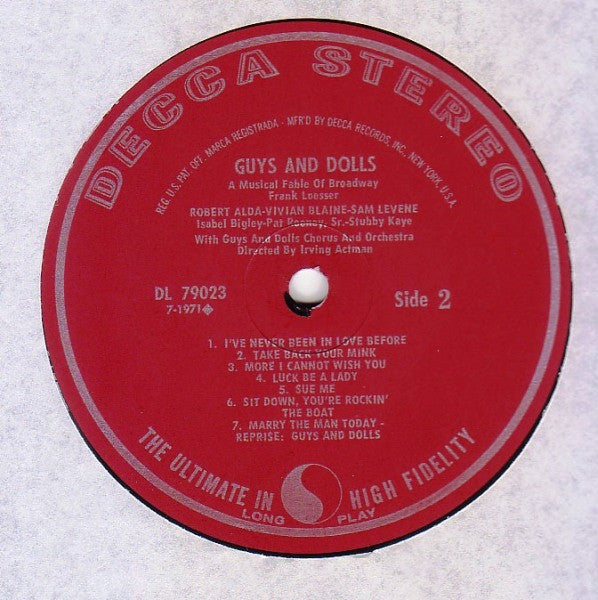 DECCA STEREO
REG. U.S. PAT. OFF. MARCA REGISTRADA · MFR'D BY DECCA RECORDS, INC., NEW YORK, U.S.A.
GUYS AND DOLLS
A Musical Fable Of Broadway
Frank Loesser
ROBERT ALDA-VIVIAN BLAINE-SAM LEVENE
Isabel Bigley-Pat Rooney, Sr.-Stubby Kaye
With Guys And Dolls Chorus And Orchestra
Directed By Irving Actman
DL 79023
7-1971
Side 2
1. I'VE NEVER BEEN IN LOVE BEFORE
2. TAKE BACK YOUR MINK
3. MORE I CANNOT WISH YOU
4. LUCK BE A LADY
5. SUE ME
6. SIT DOWN, YOU'RE ROCKIN'
THE BOAT
7. MARRY THE MAN TODAY -
REPRISE: GUYS AND DOLLS
THE ULTIMATE IN HIGH FIDELITY
LONG PLAY